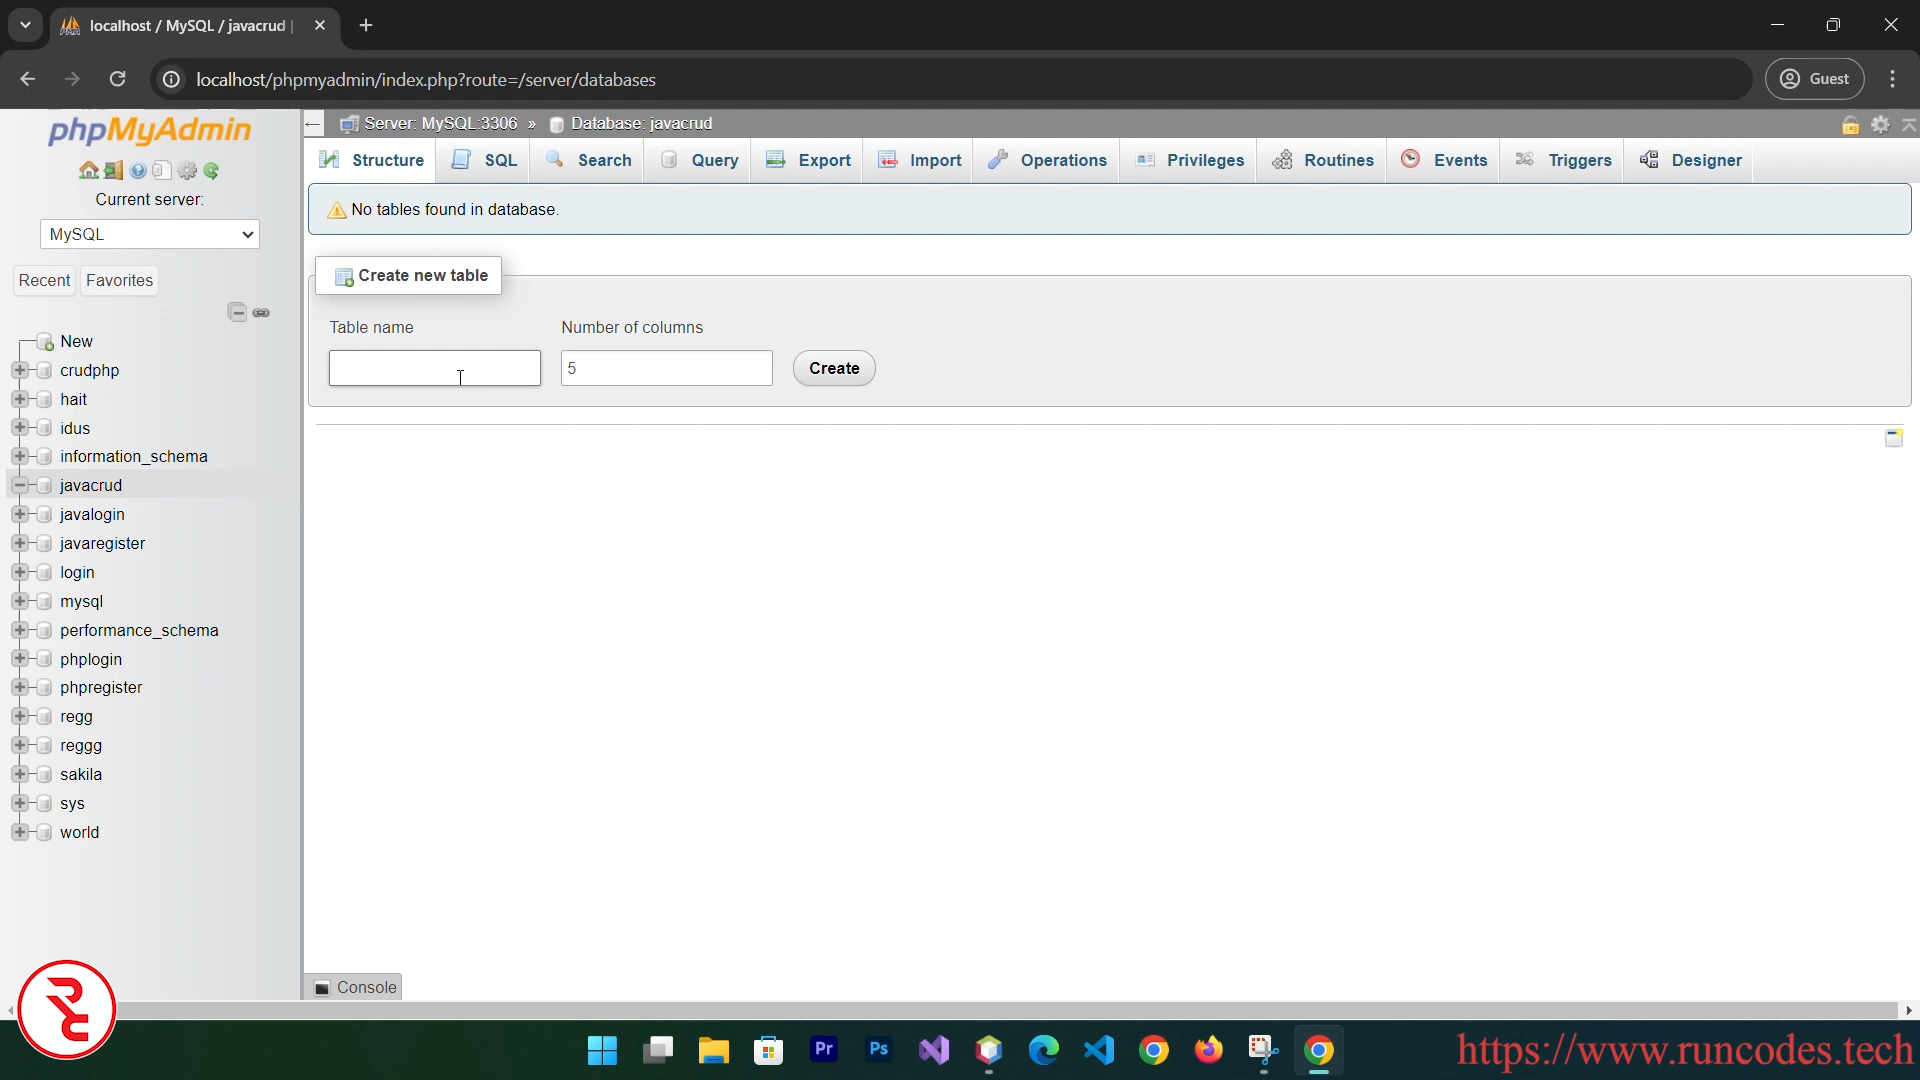 localhost / MySQL / javacrud |
localhost/phpmyadmin/index.php?route=/server/databases
Guest
phpMyAdmin
Current server:
MySQL
Recent
Favorites
New
crudphp
hait
idus
information_schema
javacrud
javalogin
javaregister
login
mysql
performance_schema
phplogin
phpregister
regg
reggg
sakila
sys
world
Server: MySQL:3306 » Database: javacrud
Structure
SQL
Search
Query
Export
Import
Operations
Privileges
Routines
Events
Triggers
Designer
No tables found in database.
Create new table
Table name
Number of columns
5
Create
Console
RC
Pr
Ps
https://www.runcodes.tech